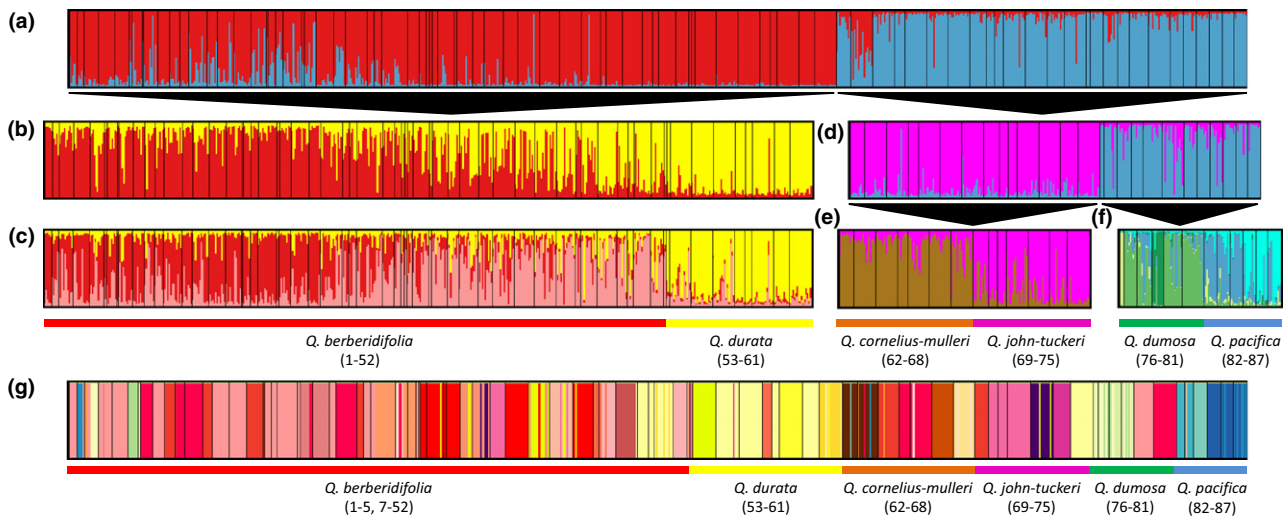 (a)
(b)
(d)
(c)
(e)
(f)
Q. berberidifolia
(1-52)
Q. durata
(53-61)
Q. cornelius-mulleri
(62-68)
Q. john-tuckeri
(69-75)
Q. dumosa
(76-81)
Q. pacifica
(82-87)
(g)
Q. berberidifolia
(1-5, 7-52)
Q. durata
(53-61)
Q. cornelius-mulleri
(62-68)
Q. john-tuckeri
(69-75)
Q. dumosa
(76-81)
Q. pacifica
(82-87)